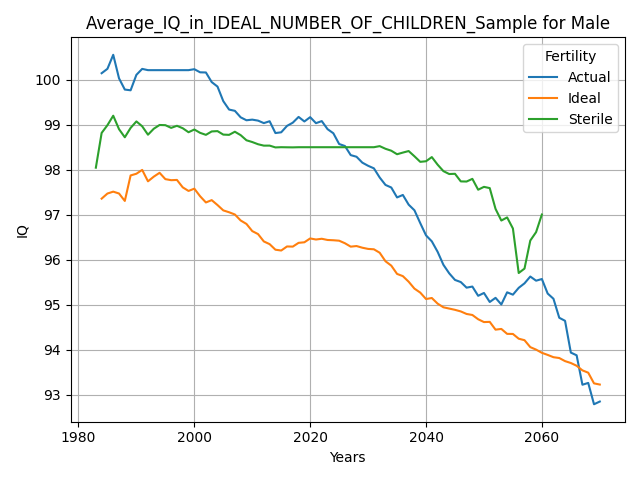 Average_IQ_in_IDEAL_NUMBER_OF_CHILDREN_Sample for Male
Fertility
Actual
Ideal
Sterile
IQ
100
99
98
97
96
95
94
93
1980
2000
2020
2040
2060
Years